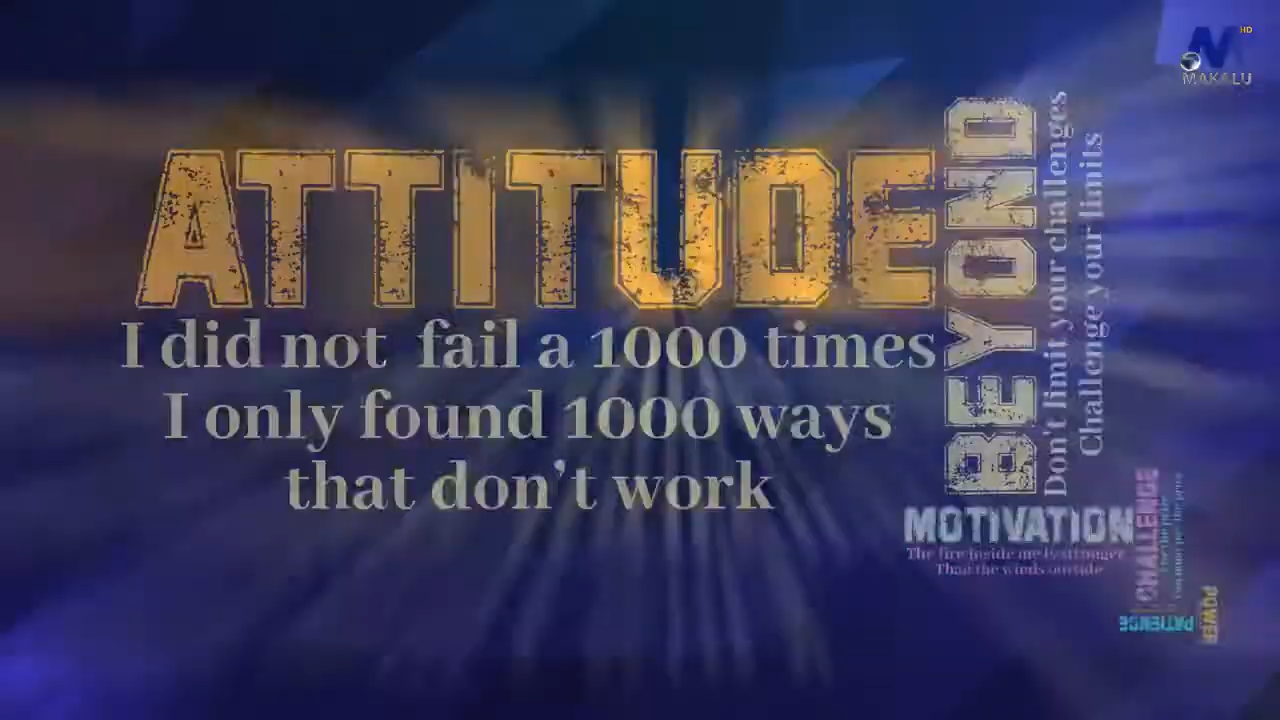 HD
MAKALU
ATTITUDE
I did not fail a 1000 times
I only found 1000 ways
that don't work
BEYOND
Don't limit your challenges
Challenge your limits
MOTIVATION
The fire inside me is stronger
Than the winds outside
CHALLENGE
PATIENCE
POWER